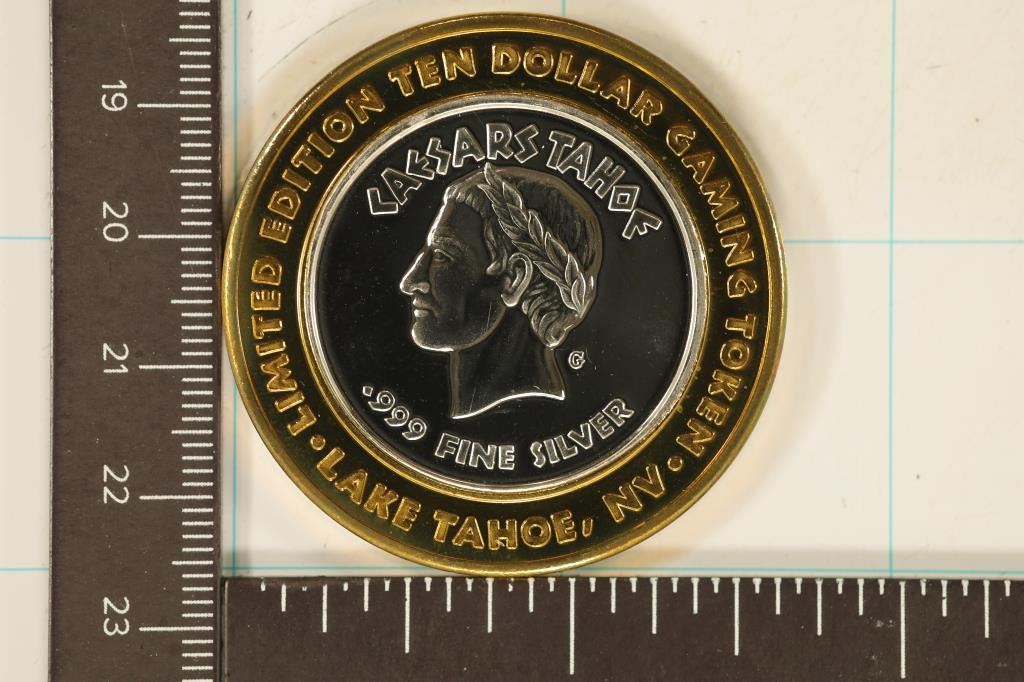 LIMITED EDITION TEN DOLLAR GAMING TOKEN
• LAKE TAHOE, NV •
CAESARS TAHOE
G
.999 FINE SILVER
19
20
21
22
23